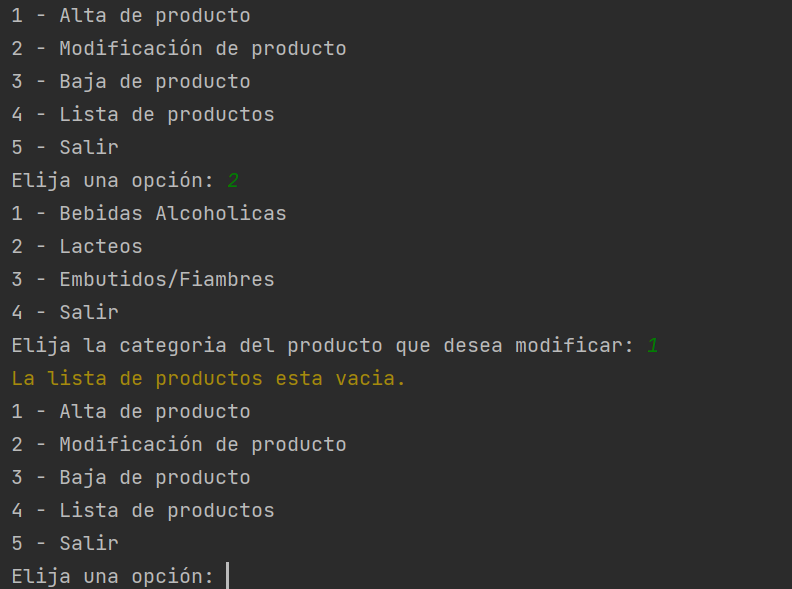 1 - Alta de producto
2 - Modificación de producto
3 - Baja de producto
4 - Lista de productos
5 - Salir
Elija una opción: 2
1 - Bebidas Alcoholicas
2 - Lacteos
3 - Embutidos/Fiambres
4 - Salir
Elija la categoria del producto que desea modificar: 1
La lista de productos esta vacia.
1 - Alta de producto
2 - Modificación de producto
3 - Baja de producto
4 - Lista de productos
5 - Salir
Elija una opción: